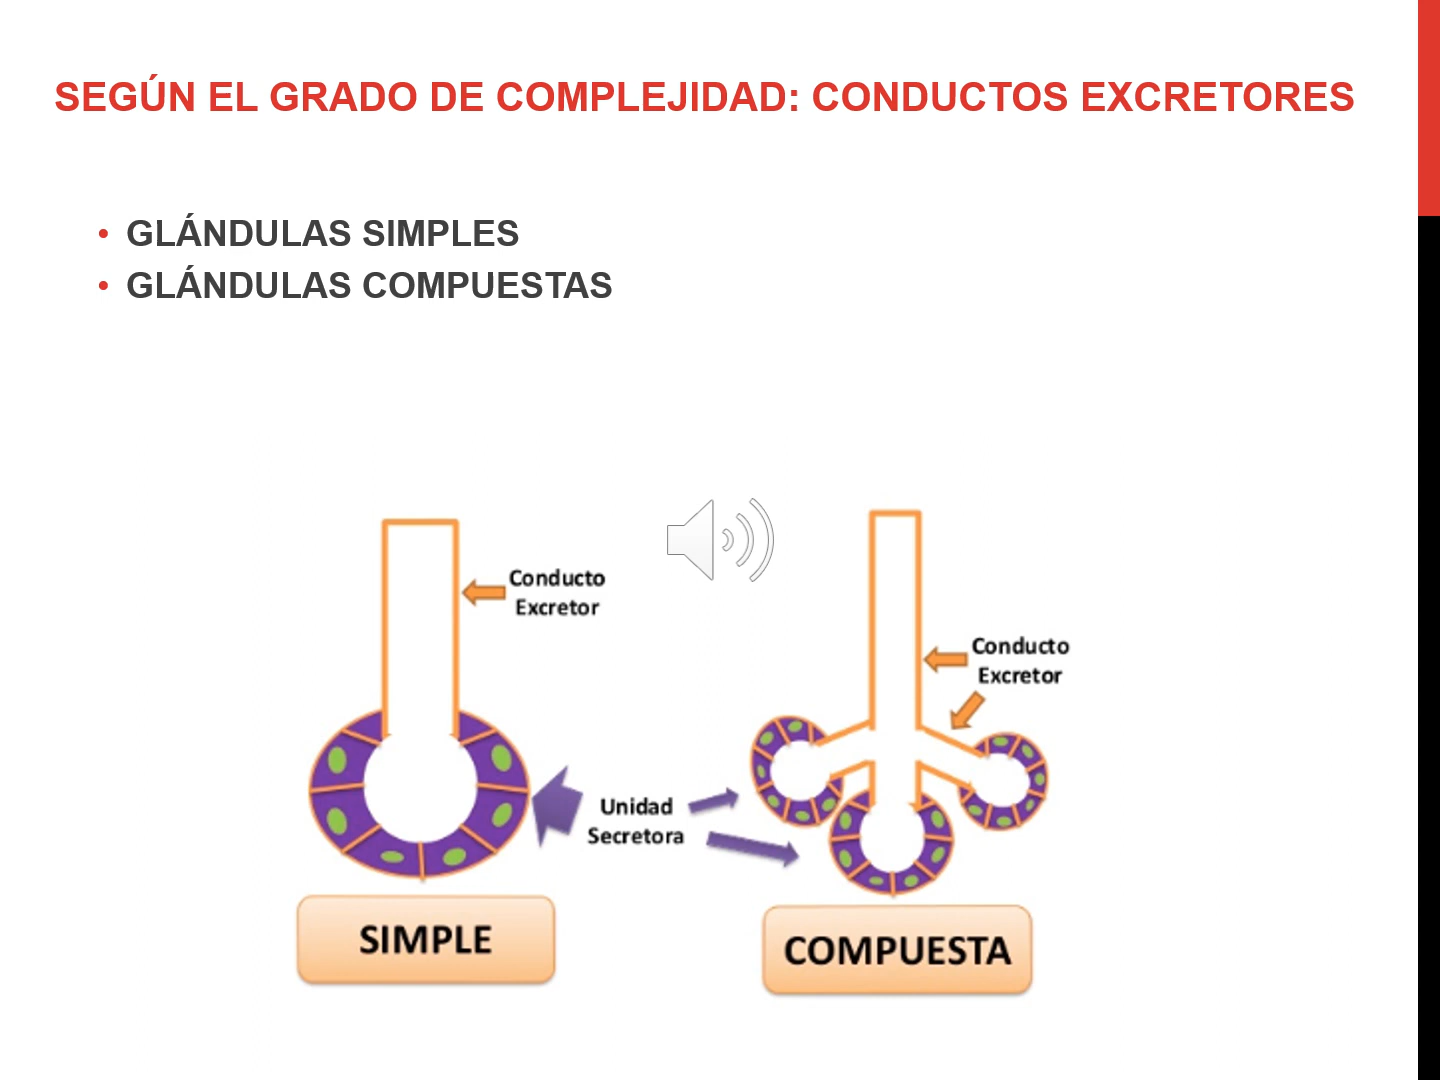 SEGÚN EL GRADO DE COMPLEJIDAD: CONDUCTOS EXCRETORES
• GLÁNDULAS SIMPLES
• GLÁNDULAS COMPUESTAS
Conducto
Excretor
Conducto
Excretor
Unidad
Secretora
SIMPLE
COMPUESTA